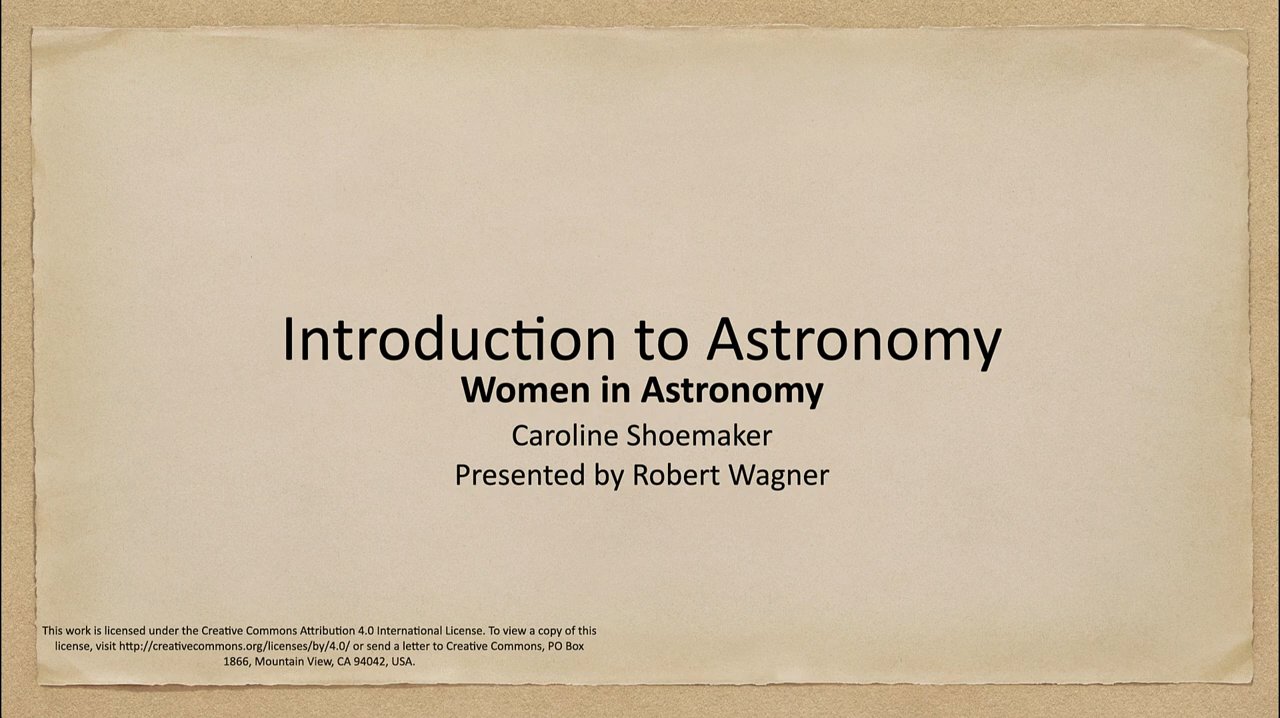 Introduction to Astronomy
Women in Astronomy
Caroline Shoemaker
Presented by Robert Wagner
This work is licensed under the Creative Commons Attribution 4.0 International License. To view a copy of this
license, visit http://creativecommons.org/licenses/by/4.0/ or send a letter to Creative Commons, PO Box
1866, Mountain View, CA 94042, USA.